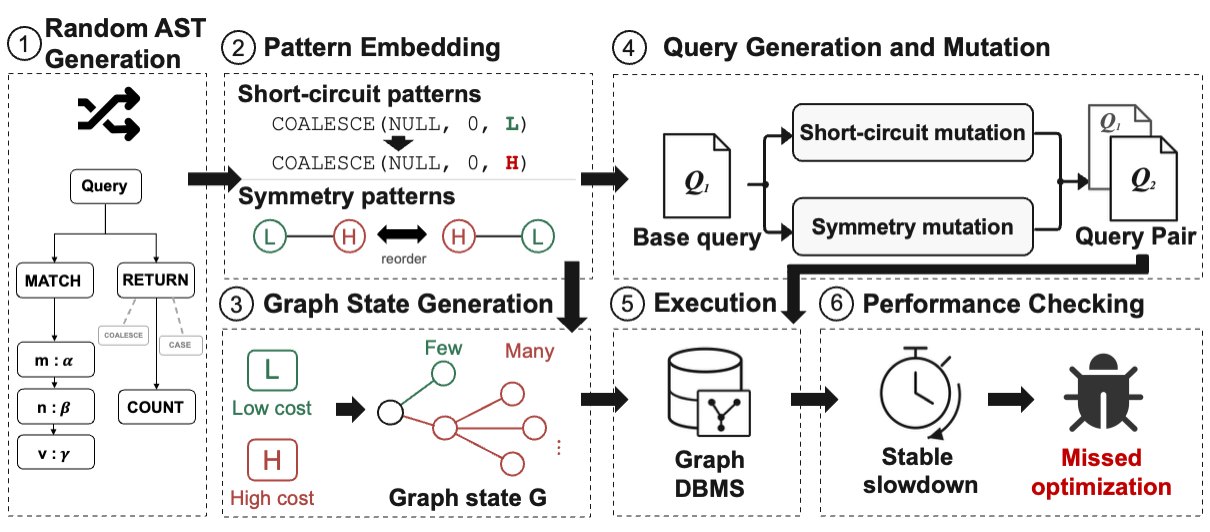 1 Random AST
Generation
Query
MATCH
RETURN
COALESCE
CASE
m : α
n : β
v : γ
COUNT
2 Pattern Embedding
Short-circuit patterns
COALESCE(NULL, 0, L)
COALESCE(NULL, 0, H)
Symmetry patterns
L H H L
reorder
3 Graph State Generation
L
Low cost
H
High cost
Few
Many
⋮
Graph state G
4 Query Generation and Mutation
Q1
Base query
Short-circuit mutation
Symmetry mutation
Q1
Q2
Query Pair
5 Execution
Graph
DBMS
6 Performance Checking
Stable
slowdown
Missed
optimization